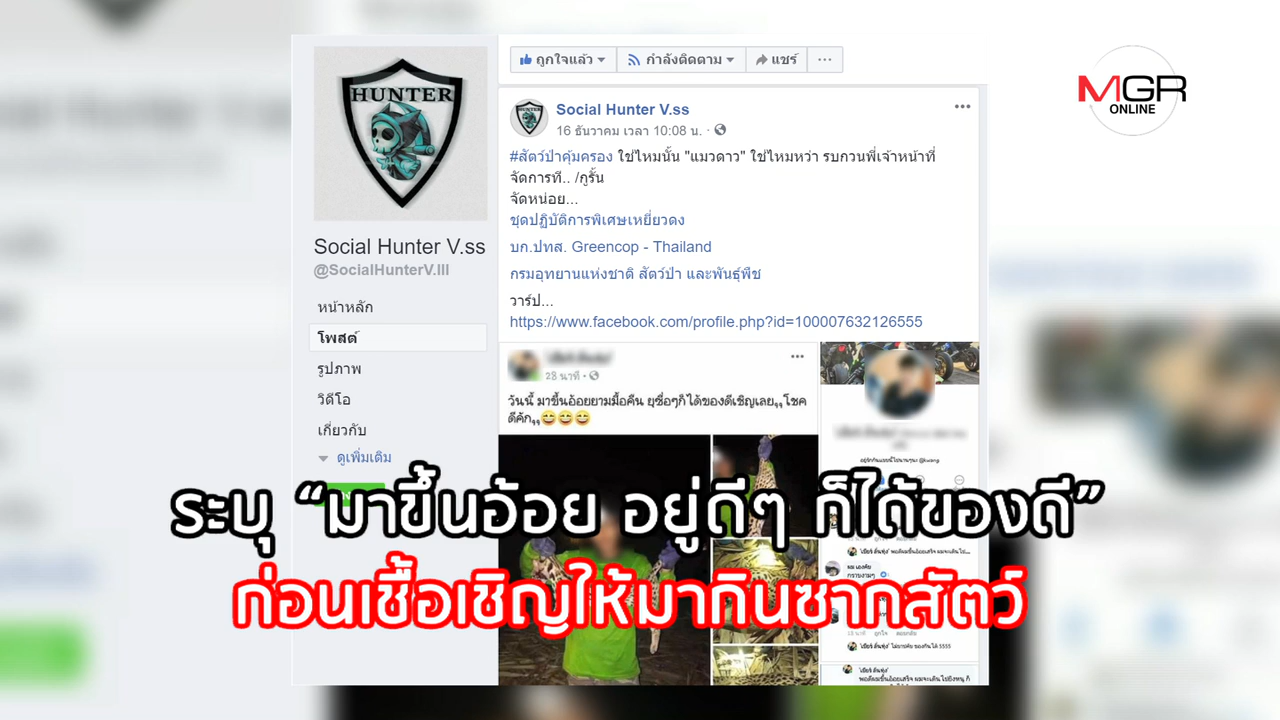 MGR
ONLINE
HUNTER
Social Hunter V.ss
@SocialHunterV.III
หน้าหลัก
โพสต์
รูปภาพ
วิดีโอ
เกี่ยวกับ
ดูเพิ่มเติม
ถูกใจแล้ว
กำลังติดตาม
แชร์
Social Hunter V.ss
16 ธันวาคม เวลา 10:08 น. ·
#สัตว์ป่าคุ้มครอง ใช่ไหมนั้น "แมวดาว" ใช่ไหมหว่า รบกวนพี่เจ้าหน้าที่
จัดการที.. /กูรั้น
จัดหน่อย...
ชุดปฏิบัติการพิเศษเหยี่ยวดง
บก.ปทส. Greencop - Thailand
กรมอุทยานแห่งชาติ สัตว์ป่า และพันธุ์พืช
วาร์ป...
https://www.facebook.com/profile.php?id=100007632126555
28 นาที ·
วันนี้ มาขึ้นอ้อยยามมื้อคืน ยุซื่อๆก็ได้ของดีเชิญเลยๆๆโชค
ดีคัก,,
ระบุ “มาขึ้นอ้อย อยู่ดีๆ ก็ได้ของดี”
ก่อนเชื้อเชิญให้มากินซากสัตว์